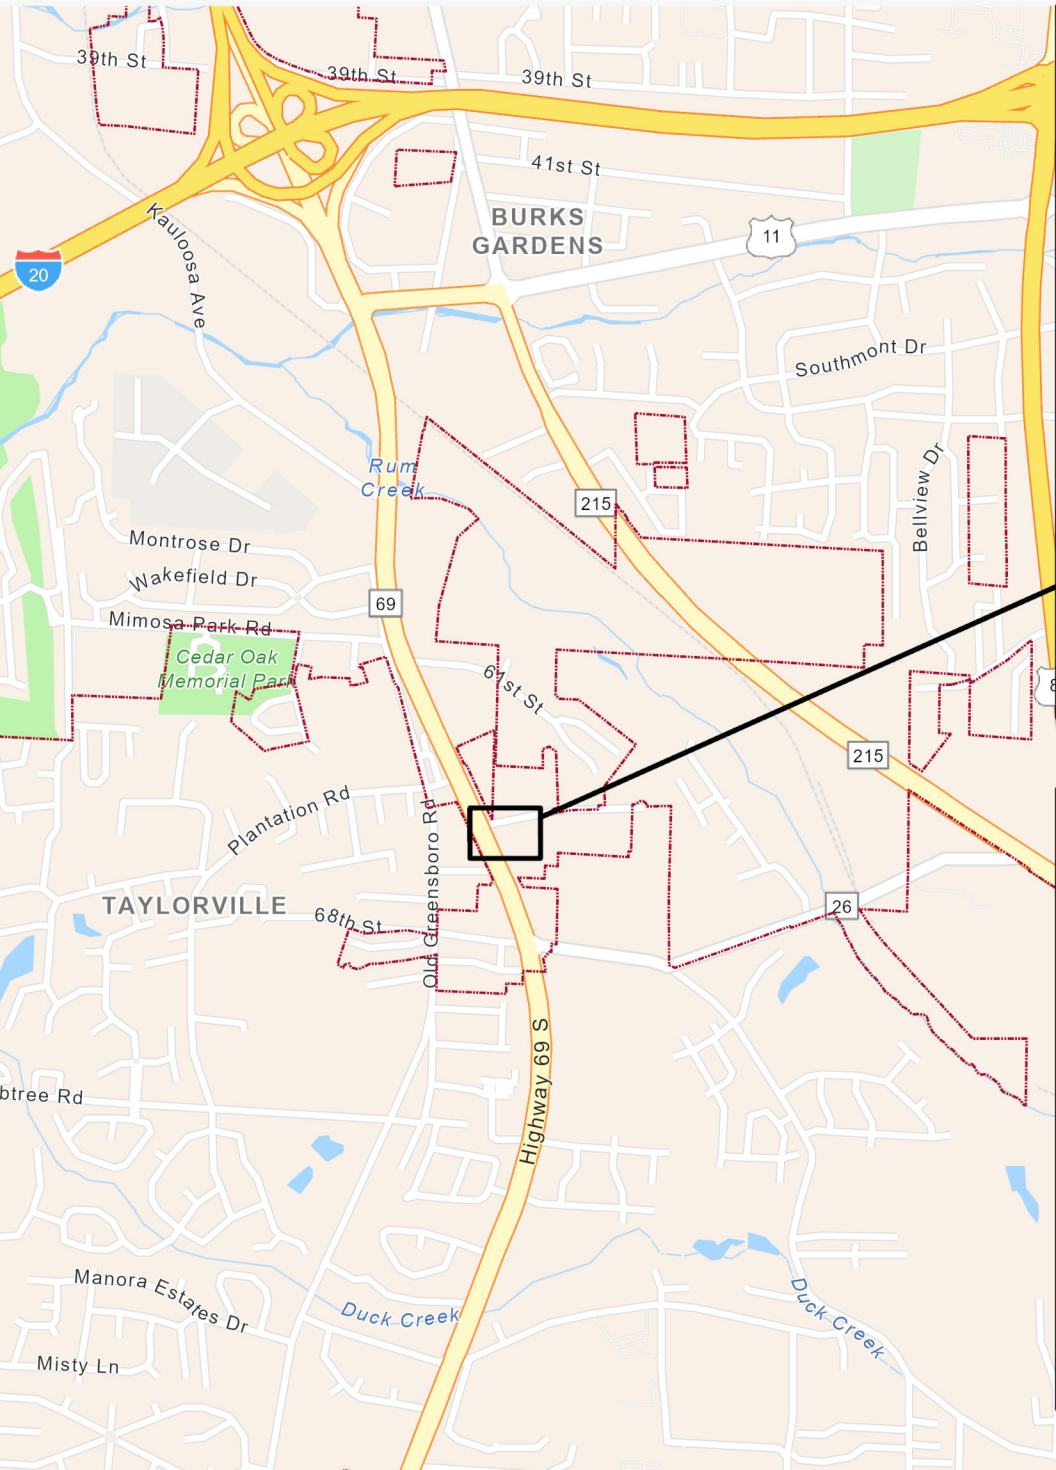 39th St
39th St
39th St
41st St
Kauloosa Ave
BURKS
GARDENS
11
20
Southmont Dr
Rum
Creek
215
Bellview Dr
Montrose Dr
Wakefield Dr
69
Mimosa Park Rd
Cedar Oak
Memorial Park
61st St
8
215
Plantation Rd
Old Greensboro Rd
TAYLORVILLE
68th St
26
Highway 69 S
btree Rd
Manora Estates Dr
Duck Creek
Duck Creek
Misty Ln